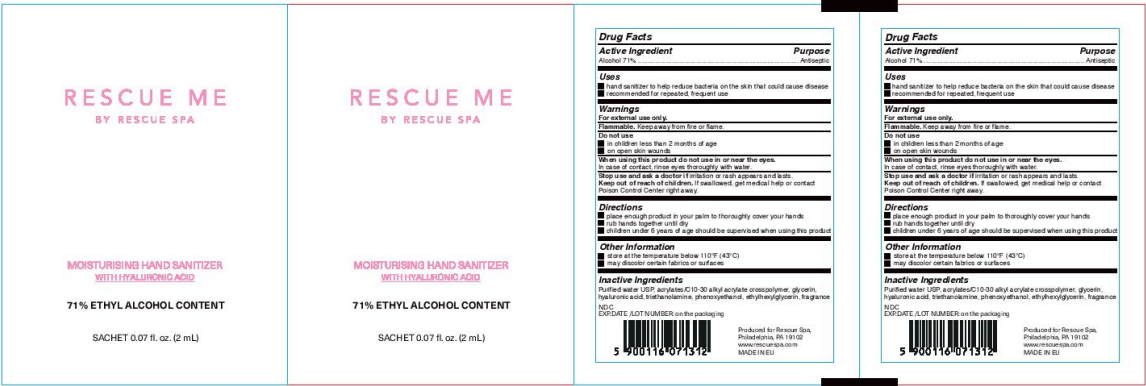 RESCUE ME
BY RESCUE SPA
MOISTURISING HAND SANITIZER
WITH HYALURONIC ACID
71% ETHYL ALCOHOL CONTENT
SACHET 0.07 fl. oz. (2 mL)
RESCUE ME
BY RESCUE SPA
MOISTURISING HAND SANITIZER
WITH HYALURONIC ACID
71% ETHYL ALCOHOL CONTENT
SACHET 0.07 fl. oz. (2 mL)
Drug Facts
Active Ingredient Purpose
Alcohol 71% ........ Antiseptic
Uses
■ hand sanitizer to help reduce bacteria on the skin that could cause disease
■ recommended for repeated, frequent use
Warnings
For external use only.
Flammable. Keep away from fire or flame.
Do not use
■ in children less than 2 months of age
■ on open skin wounds
When using this product do not use in or near the eyes.
In case of contact, rinse eyes thoroughly with water.
Stop use and ask a doctor if irritation or rash appears and lasts.
Keep out of reach of children. If swallowed, get medical help or contact
Poison Control Center right away.
Directions
■ place enough product in your palm to thoroughly cover your hands
■ rub hands together until dry
■ children under 6 years of age should be supervised when using this product
Other Information
■ store at the temperature below 110°F (43°C)
■ may discolor certain fabrics or surfaces
Inactive Ingredients
Purified water USP, acrylates/C10-30 alkyl acrylate crosspolymer, glycerin,
hyaluronic acid, triethanolamine, phenoxyethanol, ethylhexylglycerin, fragrance
NDC
EXP.DATE /LOT NUMBER: on the packaging
5 900116 071312
Produced for Rescue Spa,
Philadelphia, PA 19102
www.rescuespa.com
MADE IN EU
Drug Facts
Active Ingredient Purpose
Alcohol 71% ........ Antiseptic
Uses
■ hand sanitizer to help reduce bacteria on the skin that could cause disease
■ recommended for repeated, frequent use
Warnings
For external use only.
Flammable. Keep away from fire or flame.
Do not use
■ in children less than 2 months of age
■ on open skin wounds
When using this product do not use in or near the eyes.
In case of contact, rinse eyes thoroughly with water.
Stop use and ask a doctor if irritation or rash appears and lasts.
Keep out of reach of children. If swallowed, get medical help or contact
Poison Control Center right away.
Directions
■ place enough product in your palm to thoroughly cover your hands
■ rub hands together until dry
■ children under 6 years of age should be supervised when using this product
Other Information
■ store at the temperature below 110°F (43°C)
■ may discolor certain fabrics or surfaces
Inactive Ingredients
Purified water USP, acrylates/C10-30 alkyl acrylate crosspolymer, glycerin,
hyaluronic acid, triethanolamine, phenoxyethanol, ethylhexylglycerin, fragrance
NDC
EXP.DATE /LOT NUMBER: on the packaging
5 900116 071312
Produced for Rescue Spa,
Philadelphia, PA 19102
www.rescuespa.com
MADE IN EU